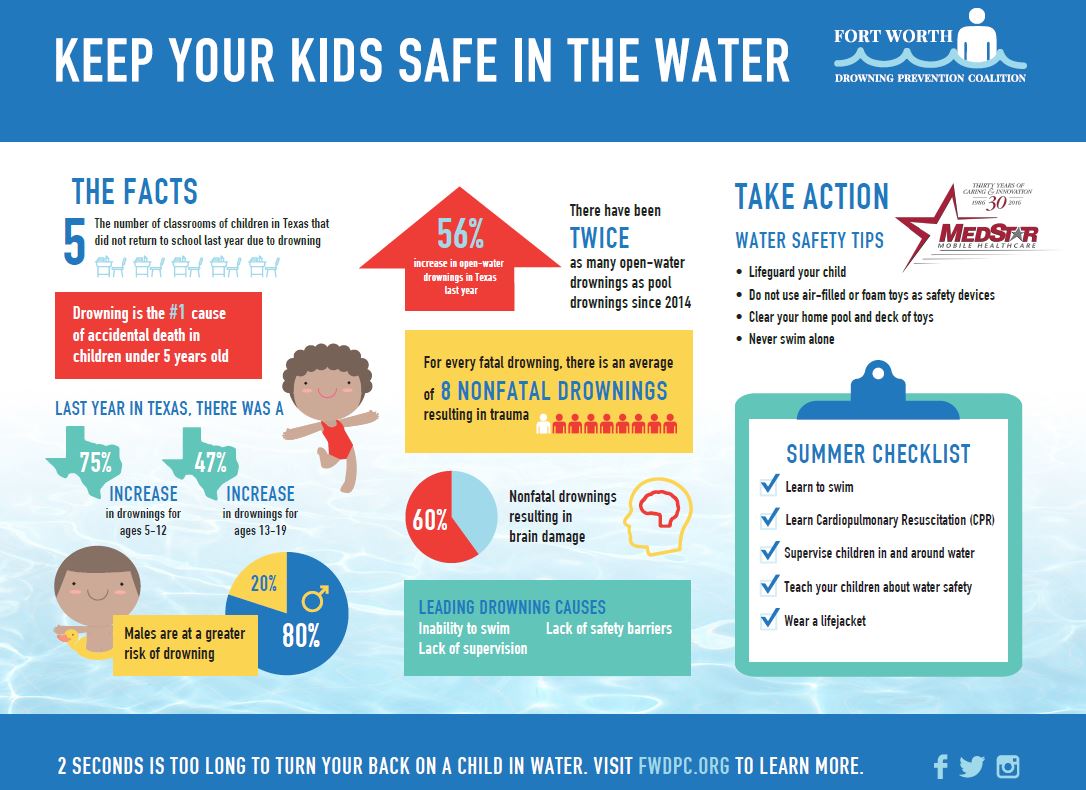 KEEP YOUR KIDS SAFE IN THE WATER
FORT WORTH
DROWNING PREVENTION COALITION
THE FACTS
5
The number of classrooms of children in Texas that
did not return to school last year due to drowning
Drowning is the #1 cause
of accidental death in
children under 5 years old
LAST YEAR IN TEXAS, THERE WAS A
75%
INCREASE
in drownings for
ages 5-12
47%
INCREASE
in drownings for
ages 13-19
Males are at a greater
risk of drowning
20%
80%
56%
increase in open-water
drownings in Texas
last year
There have been
TWICE
as many open-water
drownings as pool
drownings since 2014
For every fatal drowning, there is an average
of 8 NONFATAL DROWNINGS
resulting in trauma
60%
Nonfatal drownings
resulting in
brain damage
LEADING DROWNING CAUSES
Inability to swim Lack of safety barriers
Lack of supervision
TAKE ACTION
THIRTY YEARS OF
CARING & INNOVATION
1986 30 2016
MEDSTAR
MOBILE HEALTHCARE
WATER SAFETY TIPS
• Lifeguard your child
• Do not use air-filled or foam toys as safety devices
• Clear your home pool and deck of toys
• Never swim alone
SUMMER CHECKLIST
Learn to swim
Learn Cardiopulmonary Resuscitation (CPR)
Supervise children in and around water
Teach your children about water safety
Wear a lifejacket
2 SECONDS IS TOO LONG TO TURN YOUR BACK ON A CHILD IN WATER. VISIT FWDPC.ORG TO LEARN MORE.